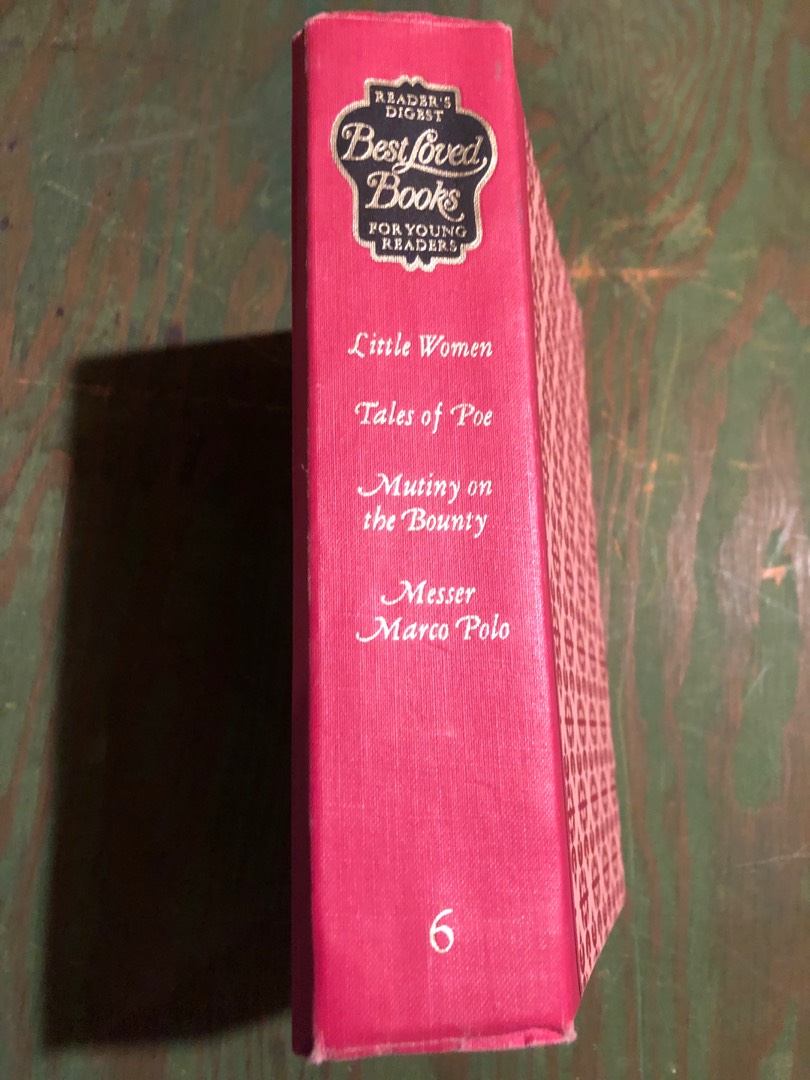 READER'S
DIGEST
Best Loved
Books
FOR YOUNG
READERS
Little Women
Tales of Poe
Mutiny on
the Bounty
Messer
Marco Polo
6